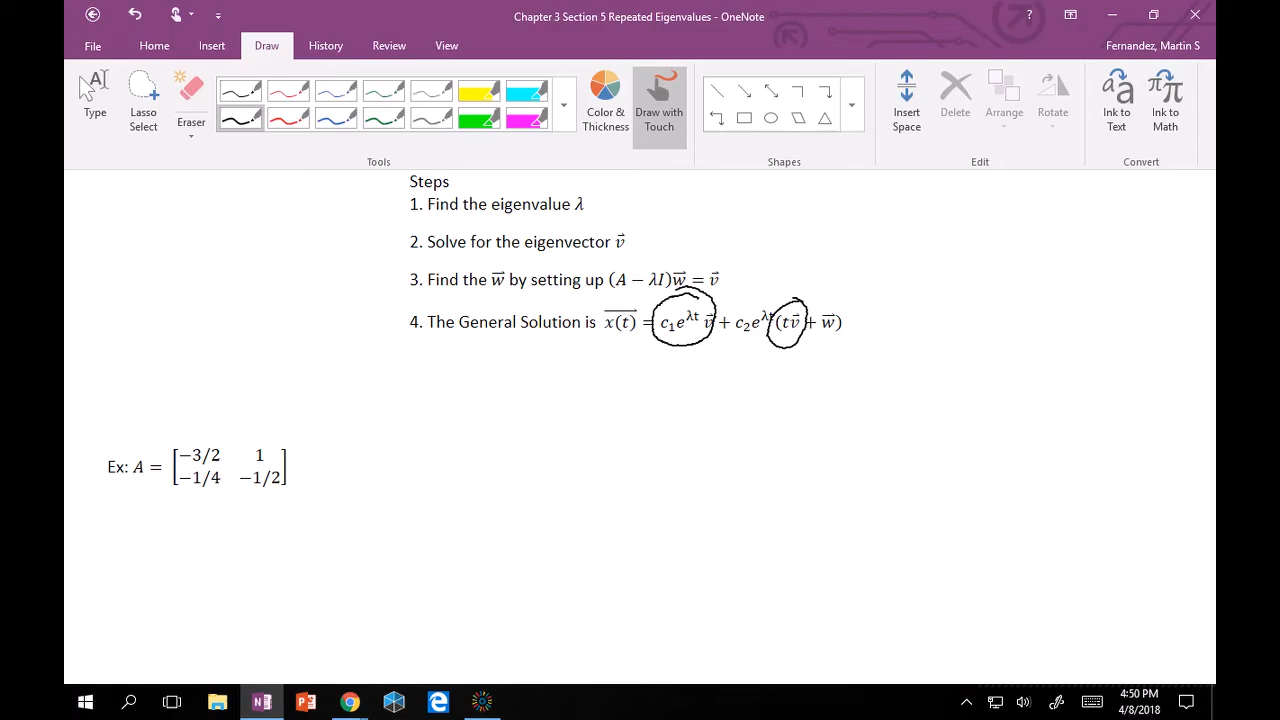 Chapter 3 Section 5 Repeated Eigenvalues - OneNote
?
File Home Insert Draw History Review View
Fernandez, Martin S
Type
Lasso Select
Eraser
Color & Thickness
Draw with Touch
Insert Space
Delete
Arrange
Rotate
Ink to Text
Ink to Math
Tools
Shapes
Edit
Convert
Steps
1. Find the eigenvalue λ
2. Solve for the eigenvector v⃗
3. Find the w⃗ by setting up (A − λI)w⃗ = v⃗
4. The General Solution is x(t)⃗ = c₁e^λt v⃗ + c₂e^λt(tv⃗ + w⃗)
Ex: A = [−3/2 1
−1/4 −1/2]
4:50 PM
4/8/2018